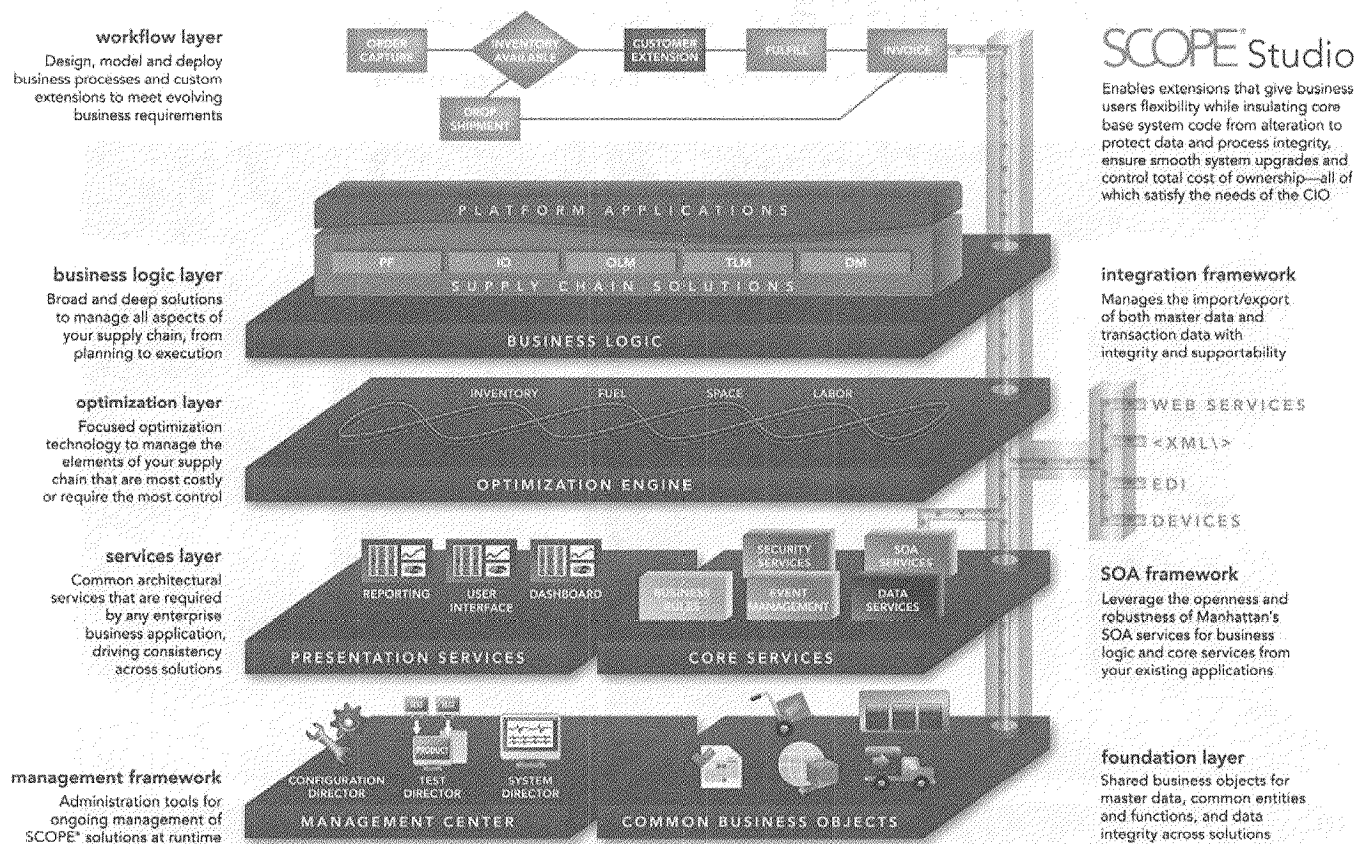 workflow layer
Design, model and deploy
business processes and custom
extensions to meet evolving
business requirements
ORDER
CAPTURE
INVENTORY
AVAILABLE
CUSTOMER
EXTENSION
FULFILL
INVOICE
DROP
SHIPMENT
SCOPE® Studio
Enables extensions that give business
users flexibility while insulating core
base system code from alteration to
protect data and process integrity,
ensure smooth system upgrades and
control total cost of ownership—all of
which satisfy the needs of the CIO
business logic layer
Broad and deep solutions
to manage all aspects of
your supply chain, from
planning to execution
PLATFORM APPLICATIONS
PF
IO
OLM
TLM
DM
SUPPLY CHAIN SOLUTIONS
BUSINESS LOGIC
integration framework
Manages the import/export
of both master data and
transaction data with
integrity and supportability
optimization layer
Focused optimization
technology to manage the
elements of your supply
chain that are most costly
or require the most control
INVENTORY
FUEL
SPACE
LABOR
OPTIMIZATION ENGINE
WEB SERVICES
<XML\>
EDI
DEVICES
services layer
Common architectural
services that are required
by any enterprise
business application,
driving consistency
across solutions
REPORTING
USER
INTERFACE
DASHBOARD
PRESENTATION SERVICES
SECURITY
SERVICES
SOA
SERVICES
BUSINESS
RULES
EVENT
MANAGEMENT
DATA
SERVICES
CORE SERVICES
SOA framework
Leverage the openness and
robustness of Manhattan's
SOA services for business
logic and core services from
your existing applications
management framework
Administration tools for
ongoing management of
SCOPE® solutions at runtime
PRODUCT
CONFIGURATION
DIRECTOR
TEST
DIRECTOR
SYSTEM
DIRECTOR
MANAGEMENT CENTER
COMMON BUSINESS OBJECTS
foundation layer
Shared business objects for
master data, common entities
and functions, and data
integrity across solutions